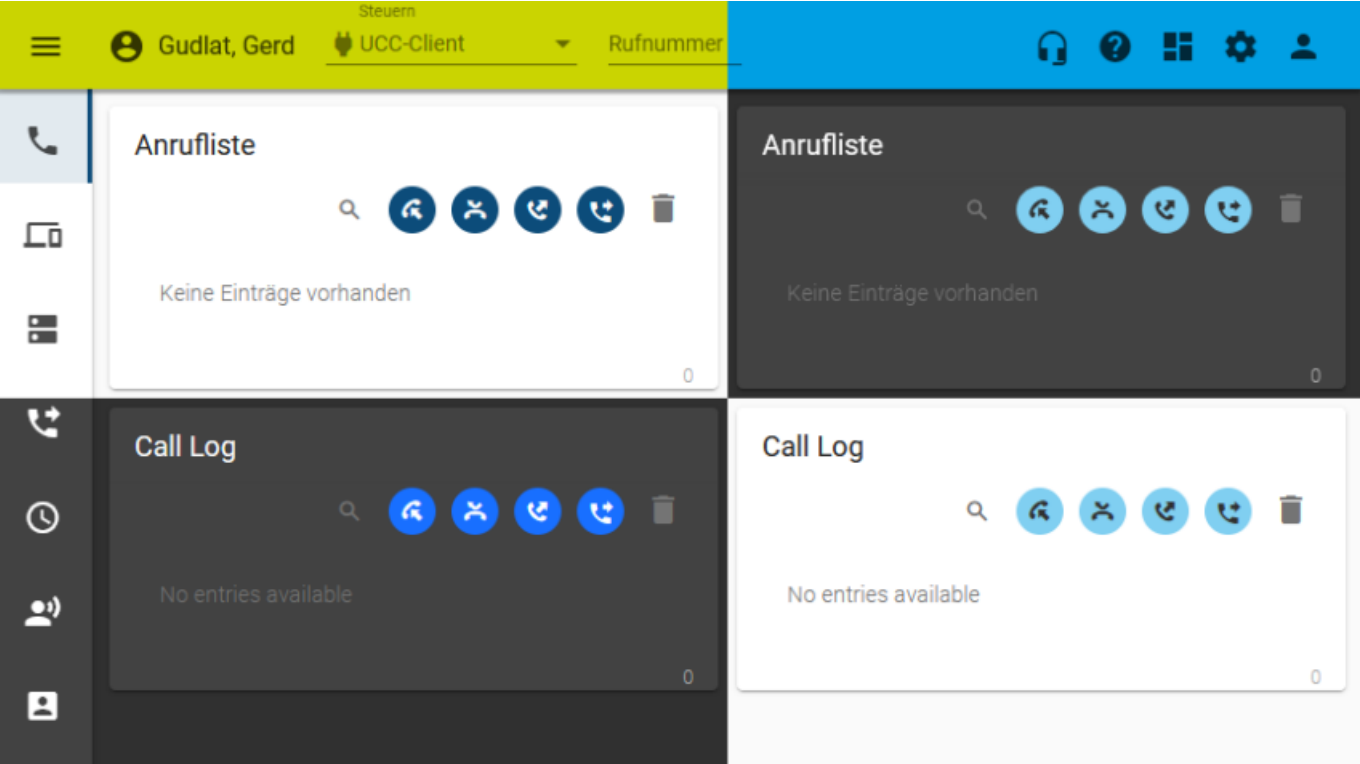 Steuern
Gudlat, Gerd
UCC-Client
Rufnummer
Anrufliste
Keine Einträge vorhanden
0
Anrufliste
Keine Einträge vorhanden
0
Call Log
No entries available
0
Call Log
No entries available
0